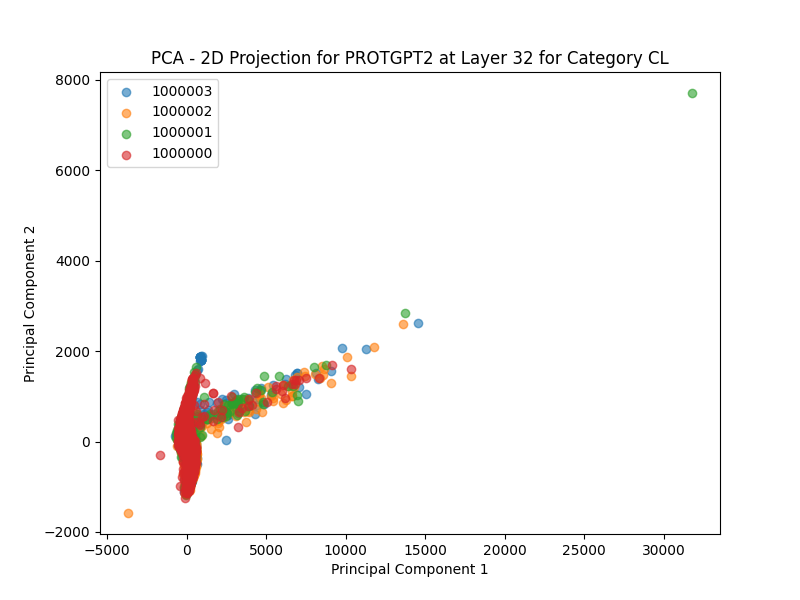 PCA - 2D Projection for PROTGPT2 at Layer 32 for Category CL
1000003
1000002
1000001
1000000
8000
6000
4000
2000
0
−2000
Principal Component 2
−5000 0 5000 10000 15000 20000 25000 30000
Principal Component 1